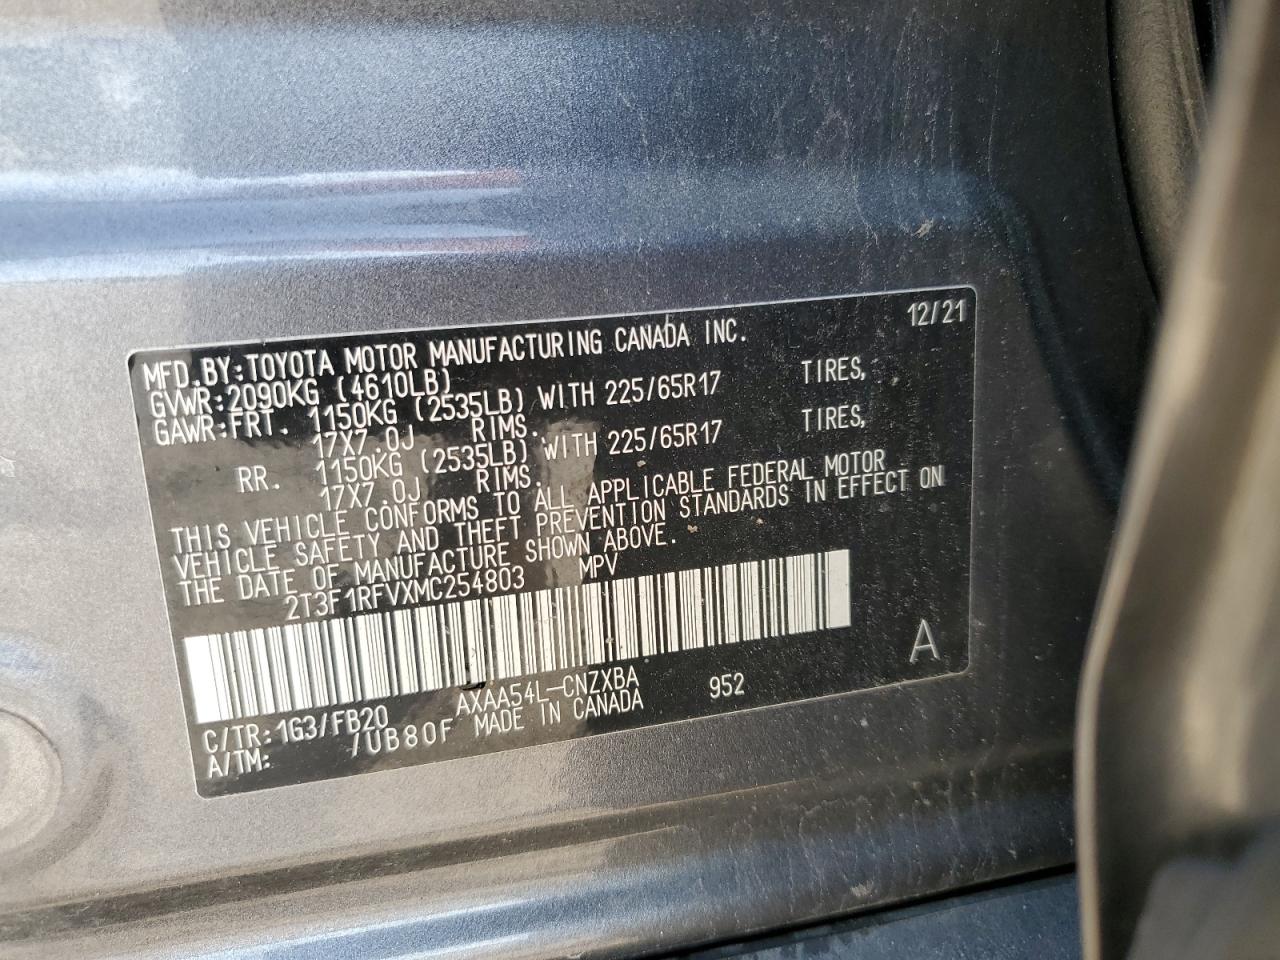 12/21
MFD.BY:TOYOTA MOTOR MANUFACTURING CANADA INC.
GVWR:2090KG (4610LB)
GAWR:FRT. 1150KG (2535LB) WITH 225/65R17 TIRES,
17X7.0J RIMS.
RR. 1150KG (2535LB) WITH 225/65R17 TIRES,
17X7.0J RIMS.
THIS VEHICLE CONFORMS TO ALL APPLICABLE FEDERAL MOTOR
VEHICLE SAFETY AND THEFT PREVENTION STANDARDS IN EFFECT ON
THE DATE OF MANUFACTURE SHOWN ABOVE.
2T3F1RFVXMC254803 MPV
A
AXAA54L-CNZXBA 952
C/TR:1G3/FB20 MADE IN CANADA
A/TM: /UB80F